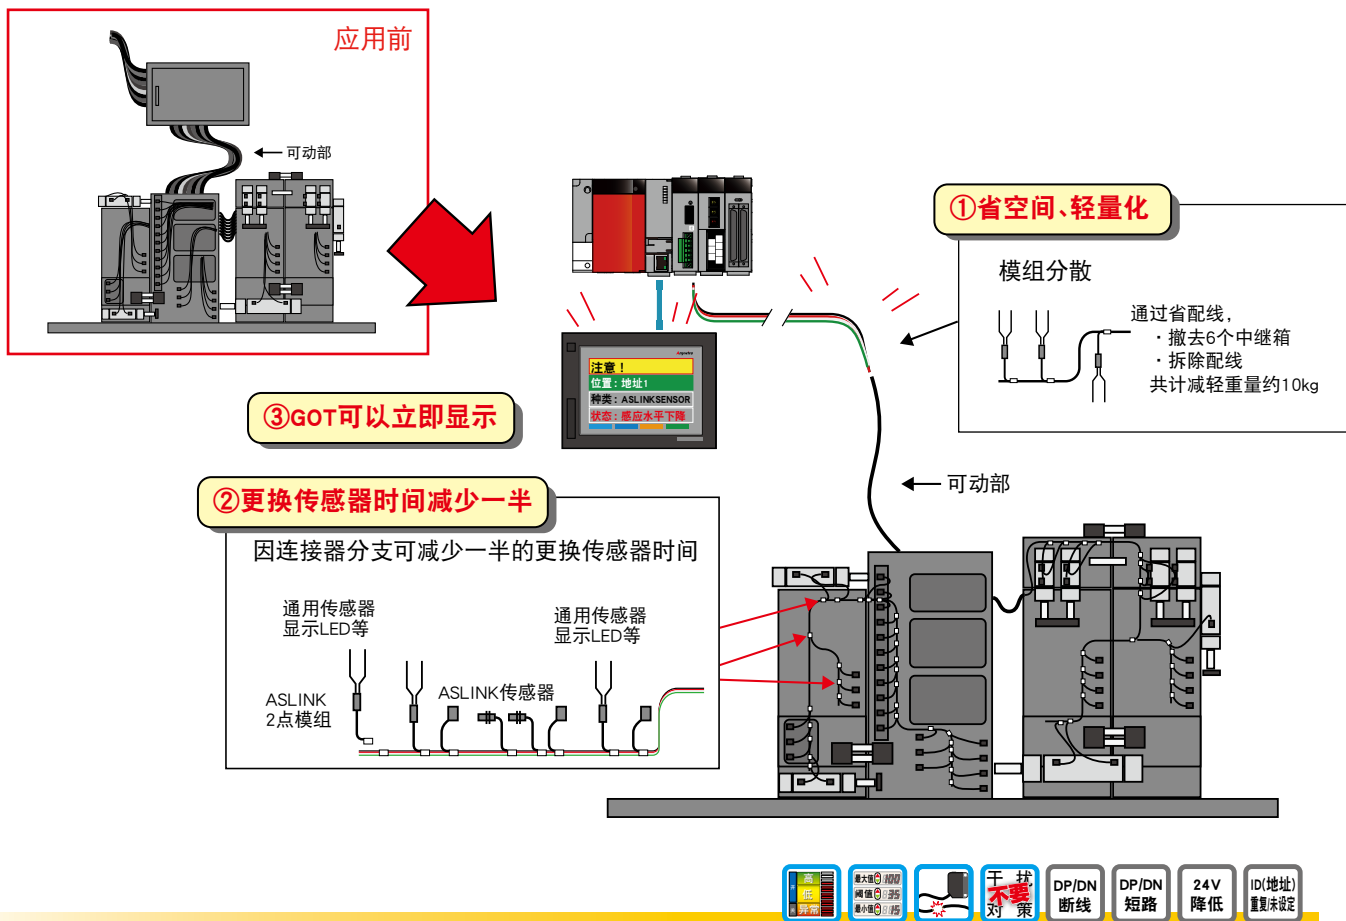 应用前
可动部
①省空间、轻量化
模组分散
通过省配线，
・撤去6个中继箱
・拆除配线
共计减轻重量约10kg
注意！
位置：地址1
种类：ASLINKSENSOR
状态：感应水平下降
③GOT可以立即显示
可动部
②更换传感器时间减少一半
因连接器分支可减少一半的更换传感器时间
通用传感器
显示LED等
通用传感器
显示LED等
ASLINK
2点模组
ASLINK传感器
高
低
异常
最大值
阈值
最小值
干扰
不要
对策
DP/DN
断线
DP/DN
短路
24V
降低
ID(地址)
重复/未设定